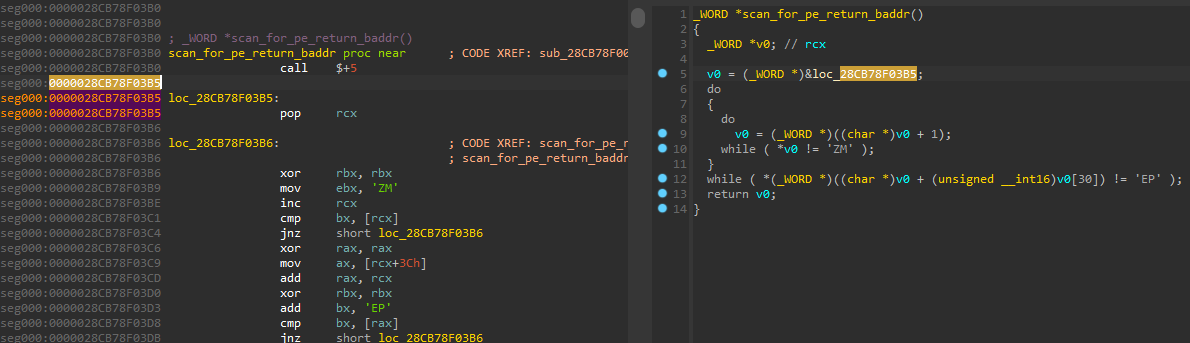 seg000:0000028CB78F03B0
seg000:0000028CB78F03B0
seg000:0000028CB78F03B0 ; _WORD *scan_for_pe_return_baddr()
seg000:0000028CB78F03B0 scan_for_pe_return_baddr proc near ; CODE XREF: sub_28CB78F00
seg000:0000028CB78F03B0 call $+5
seg000:0000028CB78F03B5
seg000:0000028CB78F03B5 loc_28CB78F03B5:
seg000:0000028CB78F03B5 pop rcx
seg000:0000028CB78F03B6
seg000:0000028CB78F03B6 loc_28CB78F03B6: ; CODE XREF: scan_for_pe_r
seg000:0000028CB78F03B6 ; scan_for_pe_return_baddr
seg000:0000028CB78F03B6 xor rbx, rbx
seg000:0000028CB78F03B9 mov ebx, 'ZM'
seg000:0000028CB78F03BE inc rcx
seg000:0000028CB78F03C1 cmp bx, [rcx]
seg000:0000028CB78F03C4 jnz short loc_28CB78F03B6
seg000:0000028CB78F03C6 xor rax, rax
seg000:0000028CB78F03C9 mov ax, [rcx+3Ch]
seg000:0000028CB78F03CD add rax, rcx
seg000:0000028CB78F03D0 xor rbx, rbx
seg000:0000028CB78F03D3 add bx, 'EP'
seg000:0000028CB78F03D8 cmp bx, [rax]
seg000:0000028CB78F03DB jnz short loc_28CB78F03B6
1 _WORD *scan_for_pe_return_baddr()
2 {
3 _WORD *v0; // rcx
4
5 v0 = (_WORD *)&loc_28CB78F03B5;
6 do
7 {
8 do
9 v0 = (_WORD *)((char *)v0 + 1);
10 while ( *v0 != 'ZM' );
11 }
12 while ( *(_WORD *)((char *)v0 + (unsigned __int16)v0[30]) != 'EP' );
13 return v0;
14 }